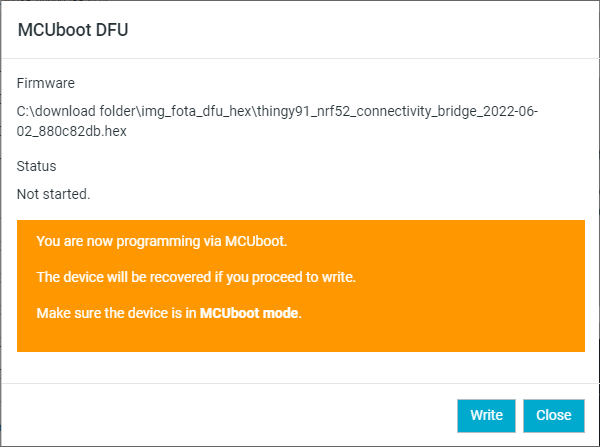 MCUboot DFU
Firmware
C:\download folder\img_fota_dfu_hex\thingy91_nrf52_connectivity_bridge_2022-06-
02_880c82db.hex
Status
Not started.
You are now programming via MCUboot.
The device will be recovered if you proceed to write.
Make sure the device is in MCUboot mode.
Write
Close